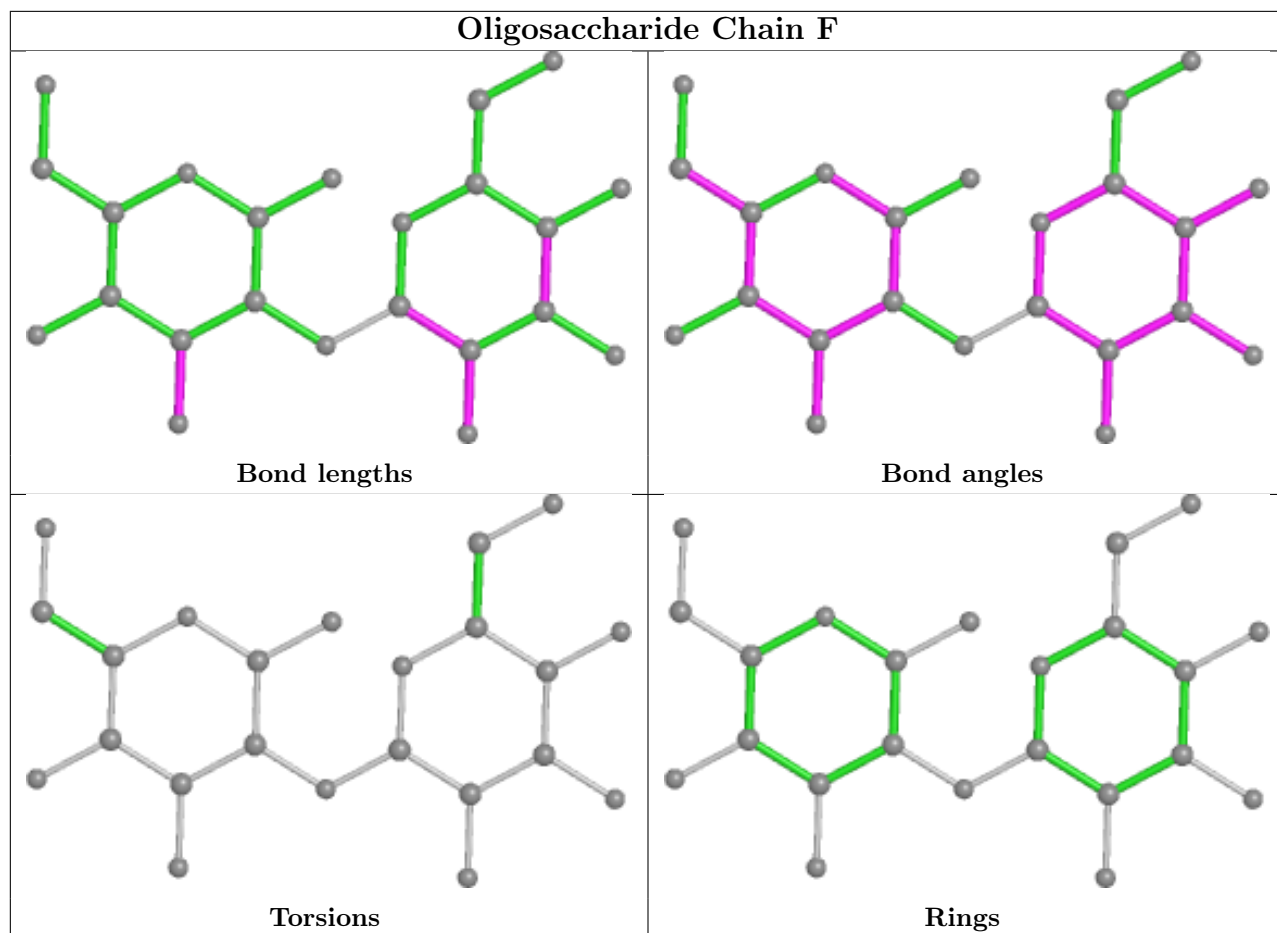 Oligosaccharide Chain F
Bond lengths
Bond angles
Torsions
Rings